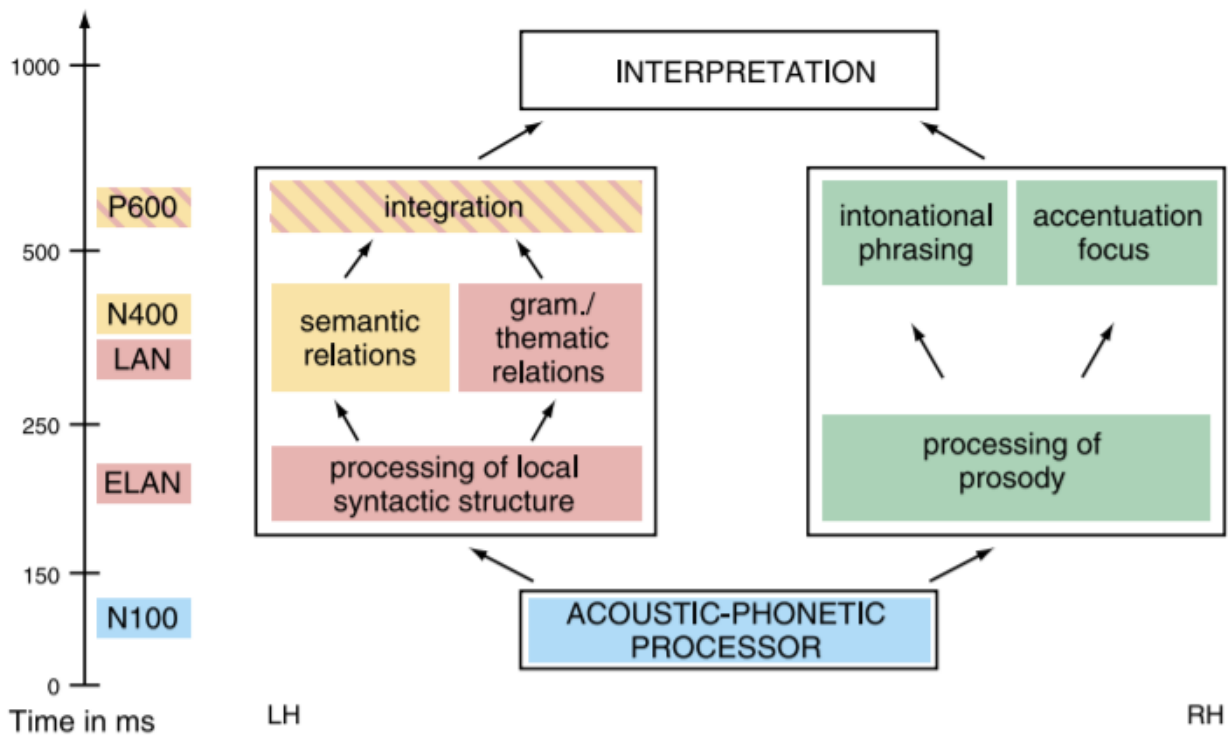 1000
INTERPRETATION
P600
integration
intonational
phrasing
accentuation
focus
500
N400
semantic
relations
gram./
thematic
relations
LAN
250
ELAN
processing of local
syntactic structure
processing of
prosody
150
N100
ACOUSTIC-PHONETIC
PROCESSOR
0
Time in ms
LH
RH